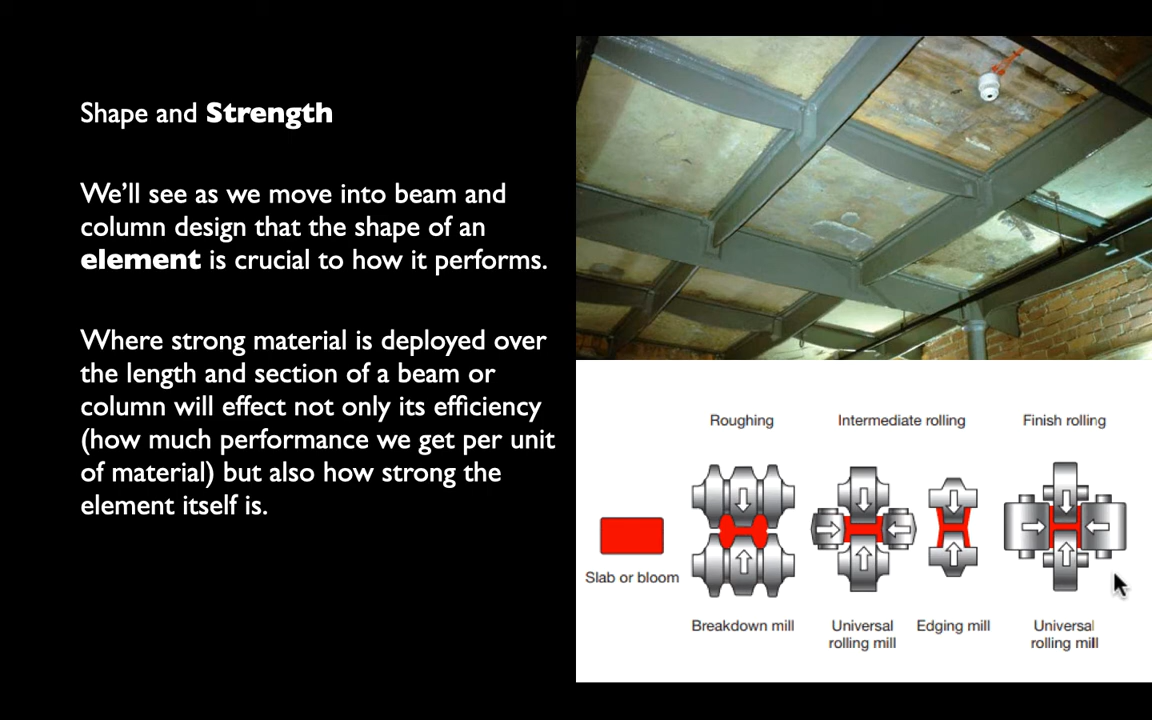 Shape and Strength
We'll see as we move into beam and
column design that the shape of an
element is crucial to how it performs.
Where strong material is deployed over
the length and section of a beam or
column will effect not only its efficiency
(how much performance we get per unit
of material) but also how strong the
element itself is.
Roughing
Intermediate rolling
Finish rolling
Slab or bloom
Breakdown mill
Universal
rolling mill
Edging mill
Universal
rolling mill